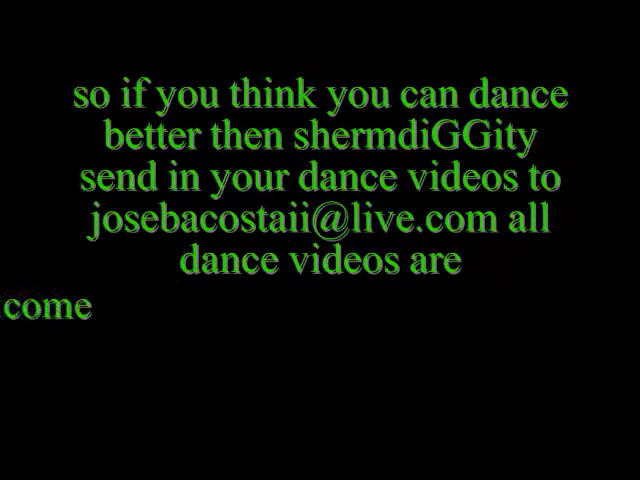 so if you think you can dance
better then shermdiGGity
send in your dance videos to
josebacostaii@live.com all
dance videos are
come